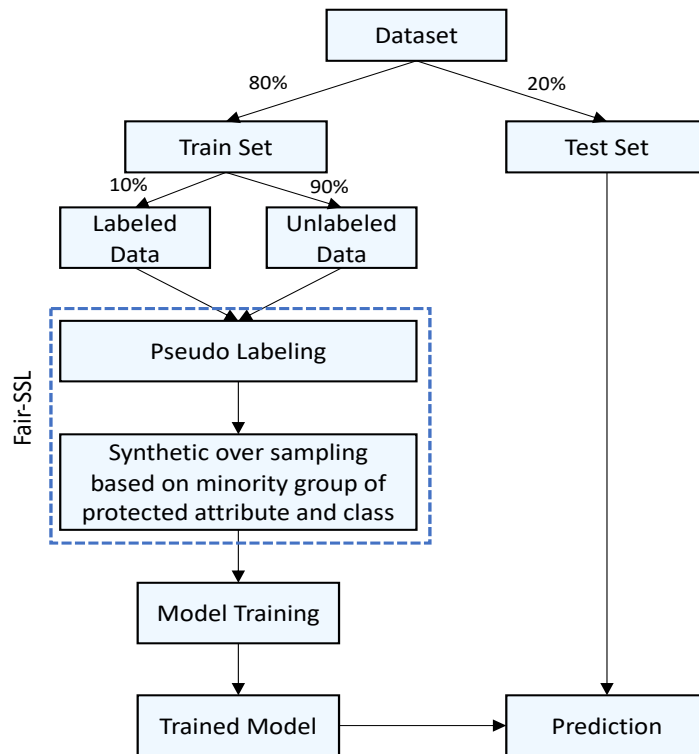 Dataset
80%
20%
Train Set
Test Set
10%
90%
Labeled
Data
Unlabeled
Data
Fair-SSL
Pseudo Labeling
Synthetic over sampling
based on minority group of
protected attribute and class
Model Training
Trained Model
Prediction